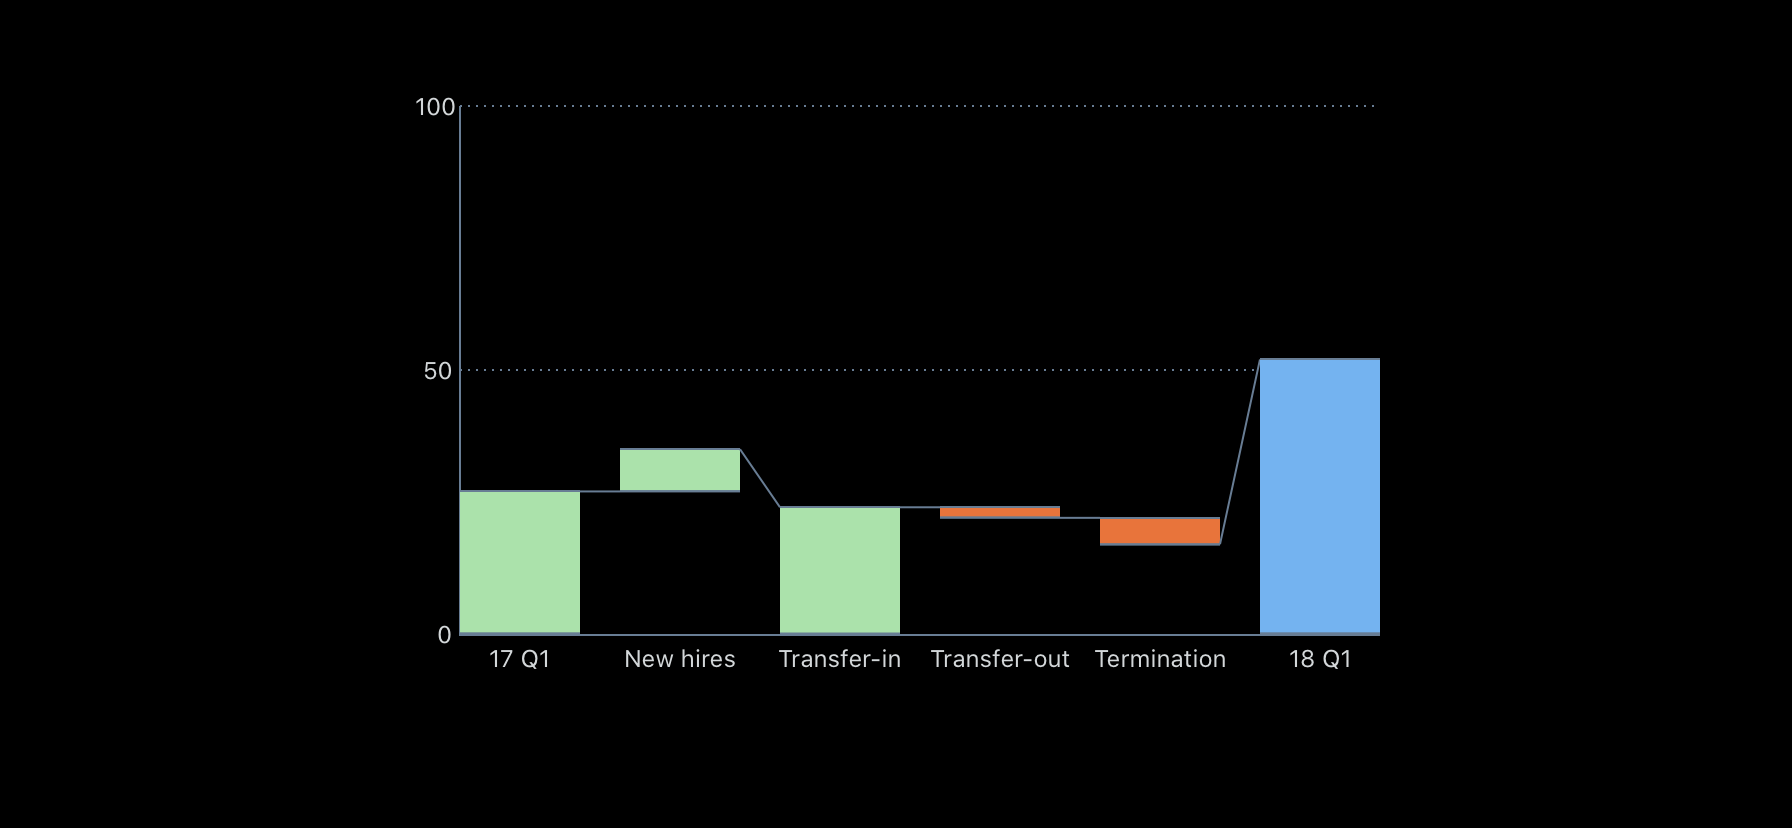 100
50
0
17 Q1
New hires
Transfer-in
Transfer-out
Termination
18 Q1